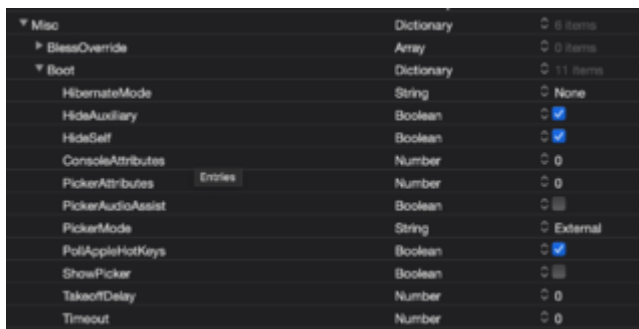 Misc Dictionary 6 items
BlessOverride Array 0 items
Boot Dictionary 11 items
HibernateMode String None
HideAuxiliary Boolean
HideSelf Boolean
ConsoleAttributes Number 0
PickerAttributes Entries Number 0
PickerAudioAssist Boolean
PickerMode String External
PollAppleHotKeys Boolean
ShowPicker Boolean
TakeoffDelay Number 0
Timeout Number 0